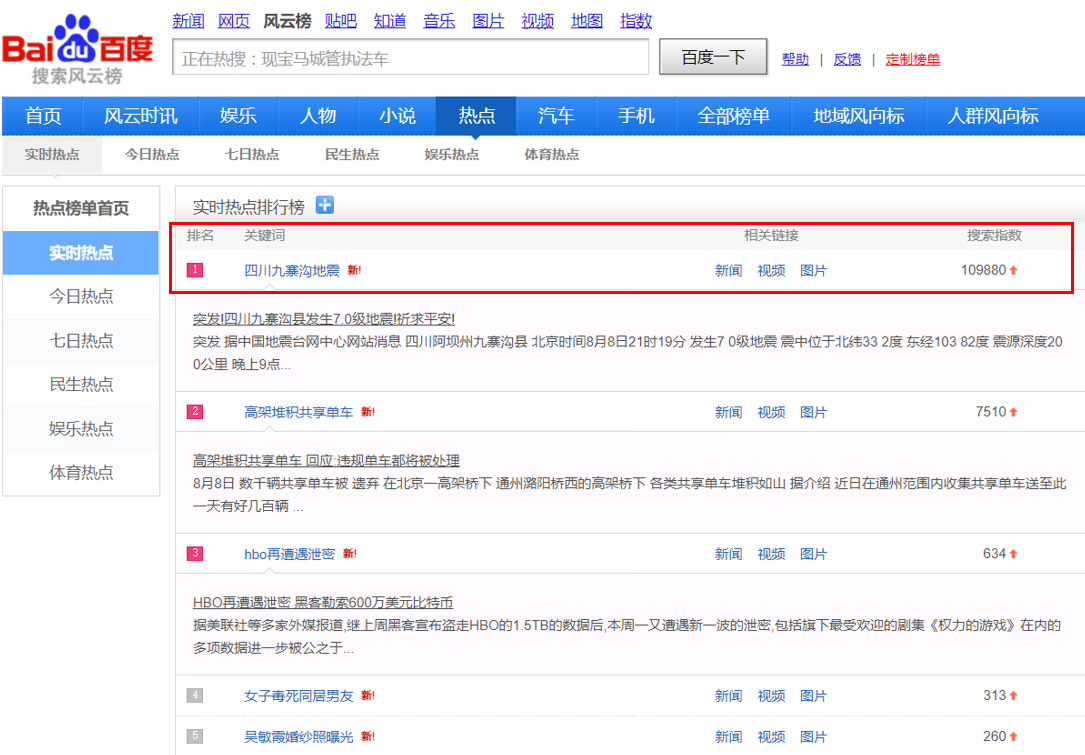 新闻 网页 风云榜 贴吧 知道 音乐 图片 视频 地图 指数
Bai du 百度
搜索风云榜
正在热搜：现宝马城管执法车
百度一下
帮助 | 反馈 | 定制榜单
首页 风云时讯 娱乐 人物 小说 热点 汽车 手机 全部榜单 地域风向标 人群风向标
实时热点 今日热点 七日热点 民生热点 娱乐热点 体育热点
热点榜单首页
实时热点
今日热点
七日热点
民生热点
娱乐热点
体育热点
实时热点排行榜
排名 关键词 相关链接 搜索指数
1 四川九寨沟地震 新! 新闻 视频 图片 109880
突发!四川九寨沟县发生7.0级地震!祈求平安!
突发 据中国地震台网中心网站消息 四川阿坝州九寨沟县 北京时间8月8日21时19分 发生7 0级地震 震中位于北纬33 2度 东经103 82度 震源深度20
0公里 晚上9点...
2 高架堆积共享单车 新! 新闻 视频 图片 7510
高架堆积共享单车 回应:违规单车都将被处理
8月8日 数千辆共享单车被 遗弃 在北京一高架桥下 通州潞阳桥西的高架桥下 各类共享单车堆积如山 据介绍 近日在通州范围内收集共享单车送至此
一天有好几百辆 ...
3 hbo再遭遇泄密 新! 新闻 视频 图片 634
HBO再遭遇泄密 黑客勒索600万美元比特币
据美联社等多家外媒报道,继上周黑客宣布盗走HBO的1.5TB的数据后,本周一又遭遇新一波的泄密,包括旗下最受欢迎的剧集《权力的游戏》在内的
多项数据进一步被公之于...
4 女子毒死同居男友 新! 新闻 视频 图片 313
5 吴敏霞婚纱照曝光 新! 新闻 视频 图片 260